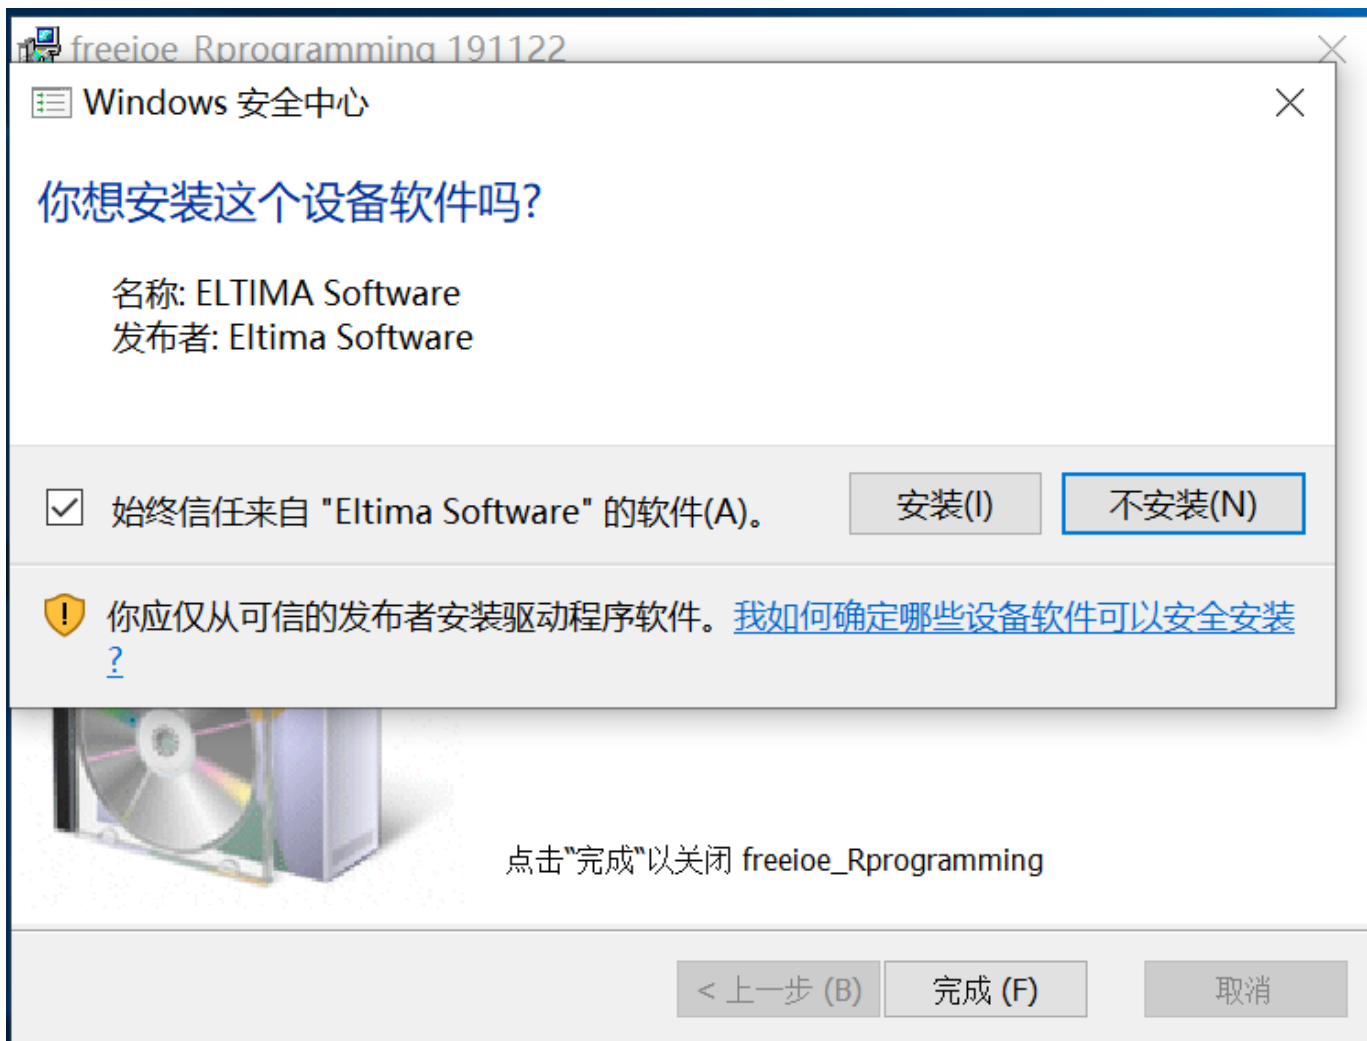 freeioe_Rprogramming 191122
Windows 安全中心
你想安装这个设备软件吗?
名称: ELTIMA Software
发布者: Eltima Software
始终信任来自 "Eltima Software" 的软件(A)。
安装(I)
不安装(N)
你应仅从可信的发布者安装驱动程序软件。我如何确定哪些设备软件可以安全安装
?
点击"完成"以关闭 freeioe_Rprogramming
< 上一步 (B)
完成 (F)
取消